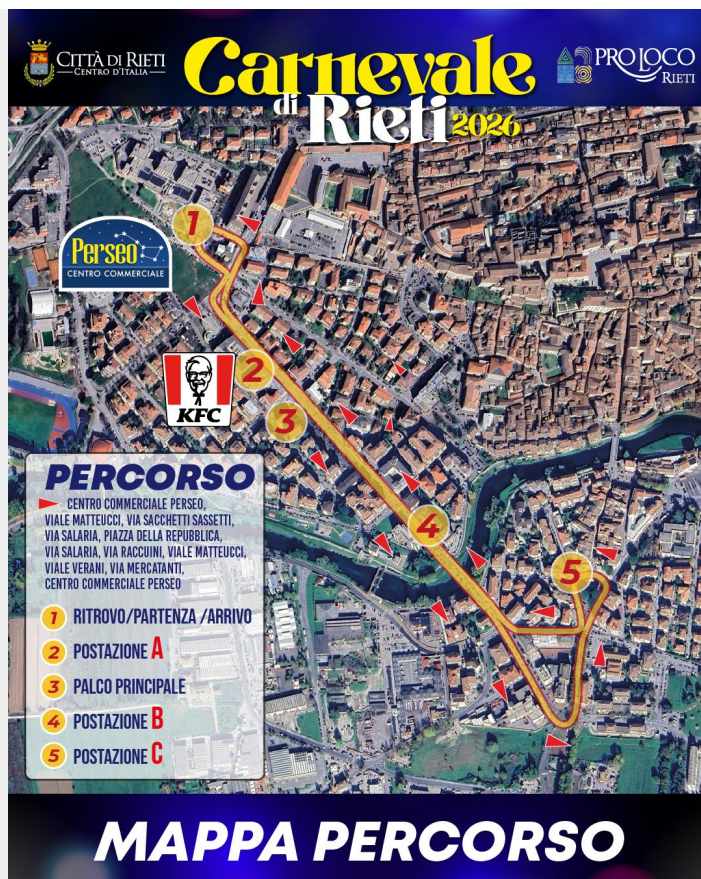 CITTÀ DI RIETI
CENTRO D'ITALIA
Carnevale
di Rieti 2026
PRO LOCO
RIETI
1
Perseo
CENTRO COMMERCIALE
2
KFC
3
4
5
PERCORSO
CENTRO COMMERCIALE PERSEO,
VIALE MATTEUCCI, VIA SACCHETTI SASSETTI,
VIA SALARIA, PIAZZA DELLA REPUBBLICA,
VIA SALARIA, VIA RACCUINI, VIALE MATTEUCCI,
VIALE VERANI, VIA MERCATANTI,
CENTRO COMMERCIALE PERSEO
1 RITROVO/PARTENZA /ARRIVO
2 POSTAZIONE A
3 PALCO PRINCIPALE
4 POSTAZIONE B
5 POSTAZIONE C
MAPPA PERCORSO